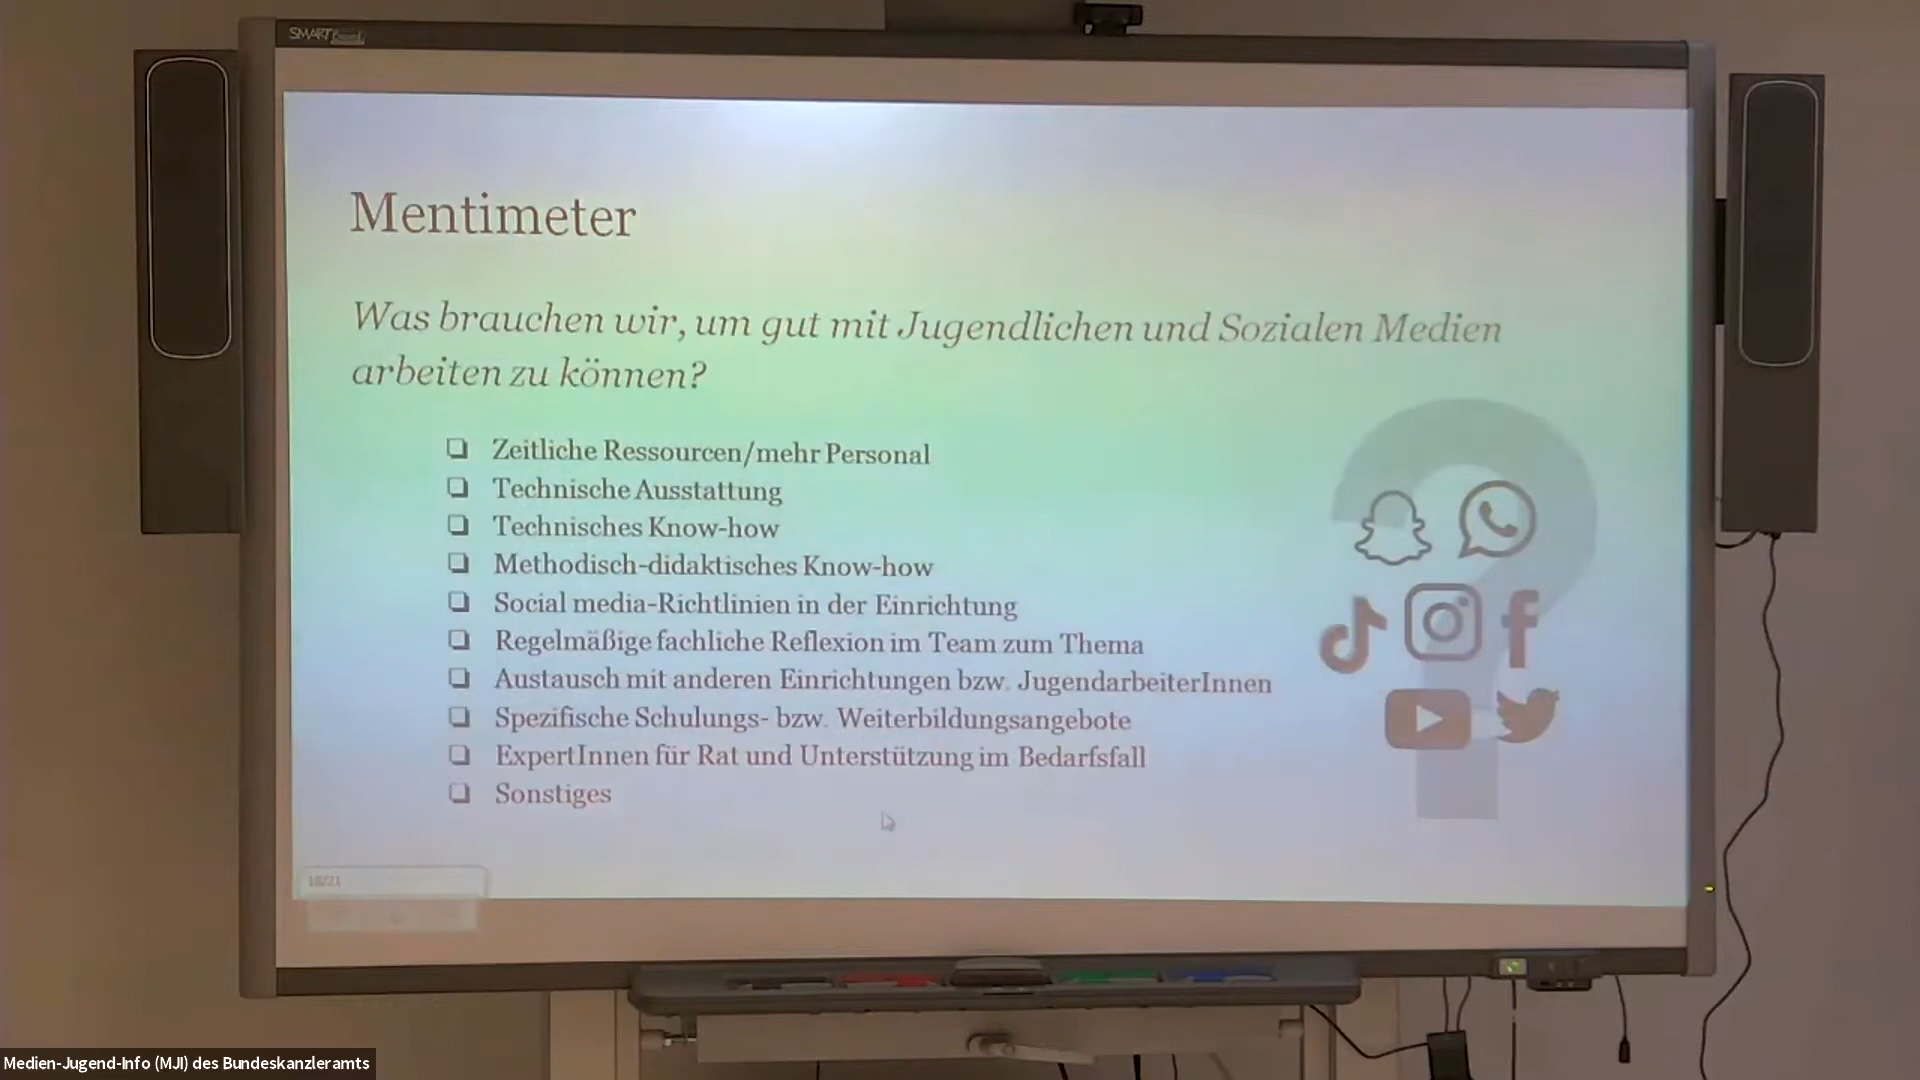 SMART Board
Mentimeter
Was brauchen wir, um gut mit Jugendlichen und Sozialen Medien
arbeiten zu können?
Zeitliche Ressourcen/mehr Personal
Technische Ausstattung
Technisches Know-how
Methodisch-didaktisches Know-how
Social media-Richtlinien in der Einrichtung
Regelmäßige fachliche Reflexion im Team zum Thema
Austausch mit anderen Einrichtungen bzw. JugendarbeiterInnen
Spezifische Schulungs- bzw. Weiterbildungsangebote
ExpertInnen für Rat und Unterstützung im Bedarfsfall
Sonstiges
Medien-Jugend-Info (MJI) des Bundeskanzleramts